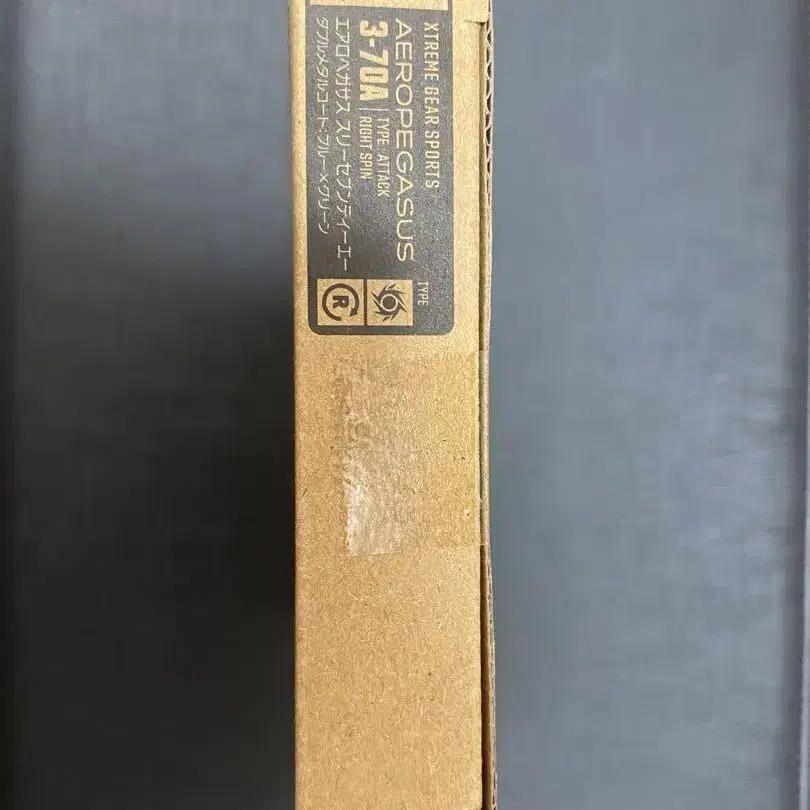 XTREME GEAR SPORTS
AEROPEGASUS
3-70A
TYPE: ATTACK
RIGHT SPIN
エアロペガサス スリーセブンティーエー
ダブルメタルコート:ブルー×グリーン
TYPE
R